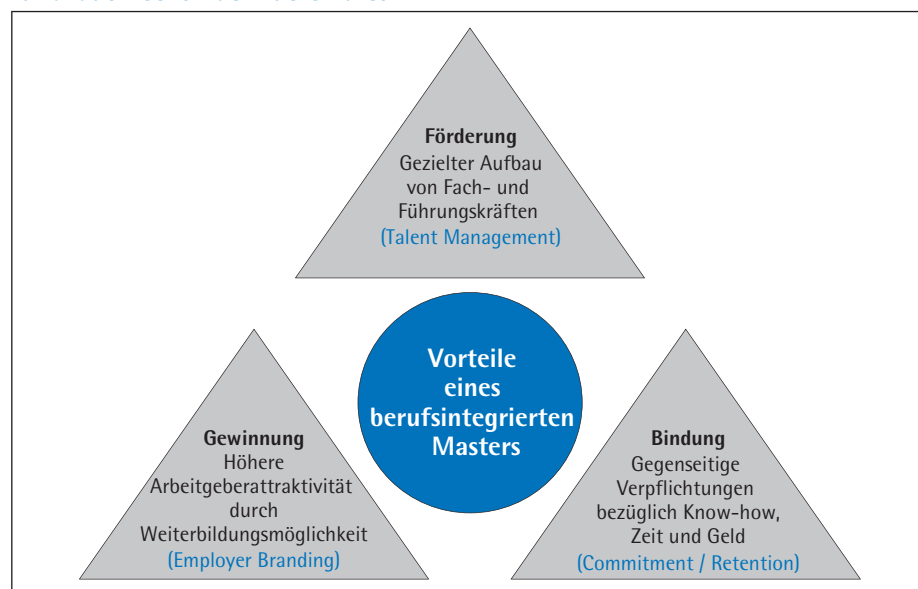 Förderung
Gezielter Aufbau
von Fach- und
Führungskräften
(Talent Management)
Vorteile
eines
berufsintegrierten
Masters
Gewinnung
Höhere
Arbeitgeberattraktivität
durch
Weiterbildungsmöglichkeit
(Employer Branding)
Bindung
Gegenseitige
Verpflichtungen
bezüglich Know-how,
Zeit und Geld
(Commitment / Retention)